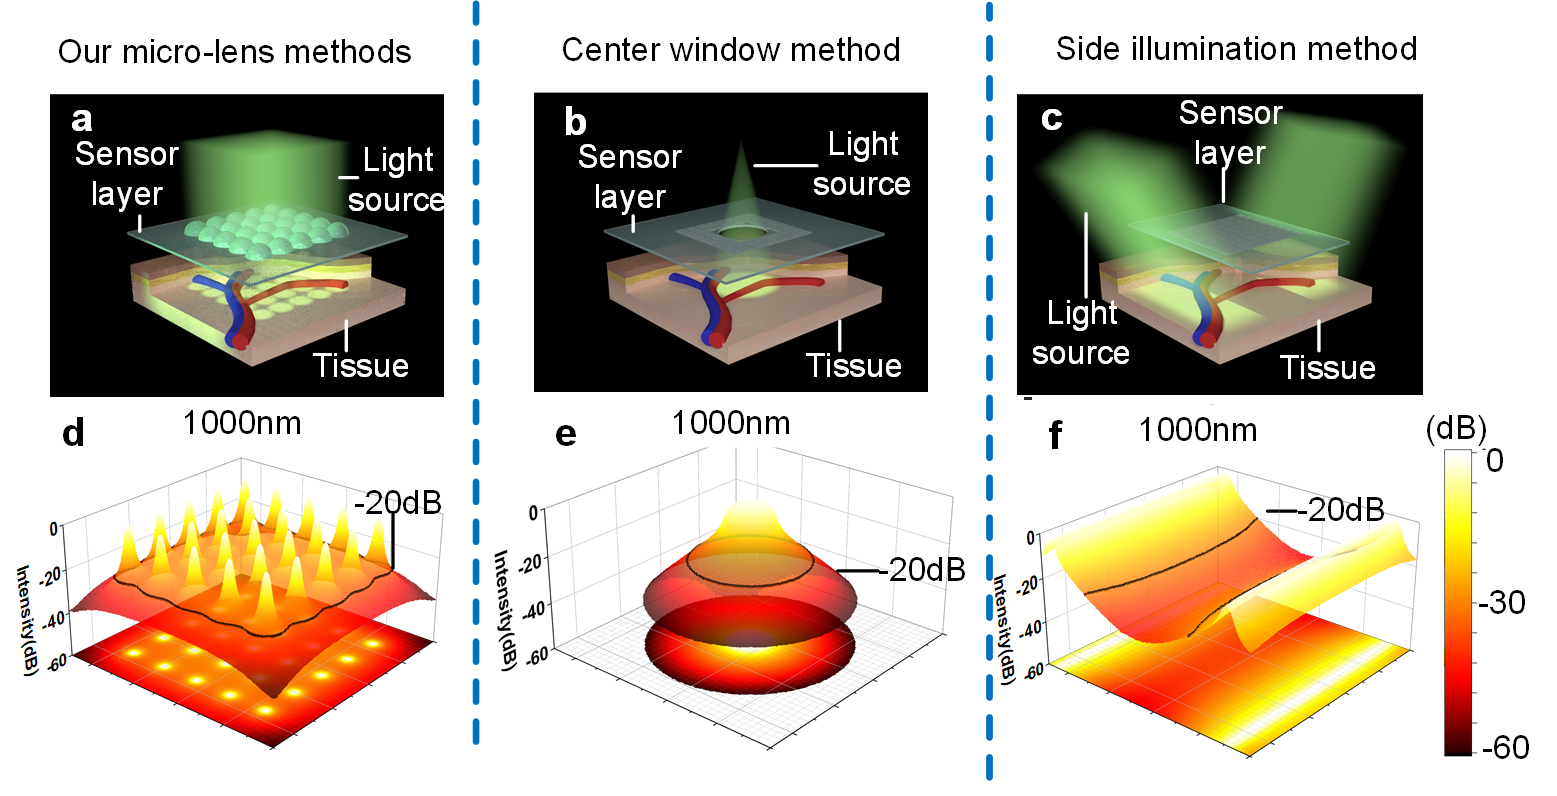 Our micro-lens methods
Center window method
Side illumination method
a
Sensor
layer
Light
source
Tissue
b
Sensor
layer
Light
source
Tissue
c
Sensor
layer
Light
source
Tissue
d
1000nm
-20dB
0
-20
-40
-60
Intensity(dB)
e
1000nm
-20dB
0
-20
-40
-60
Intensity(dB)
f
1000nm
-20dB
0
-20
-40
-60
Intensity(dB)
(dB)
0
-30
-60